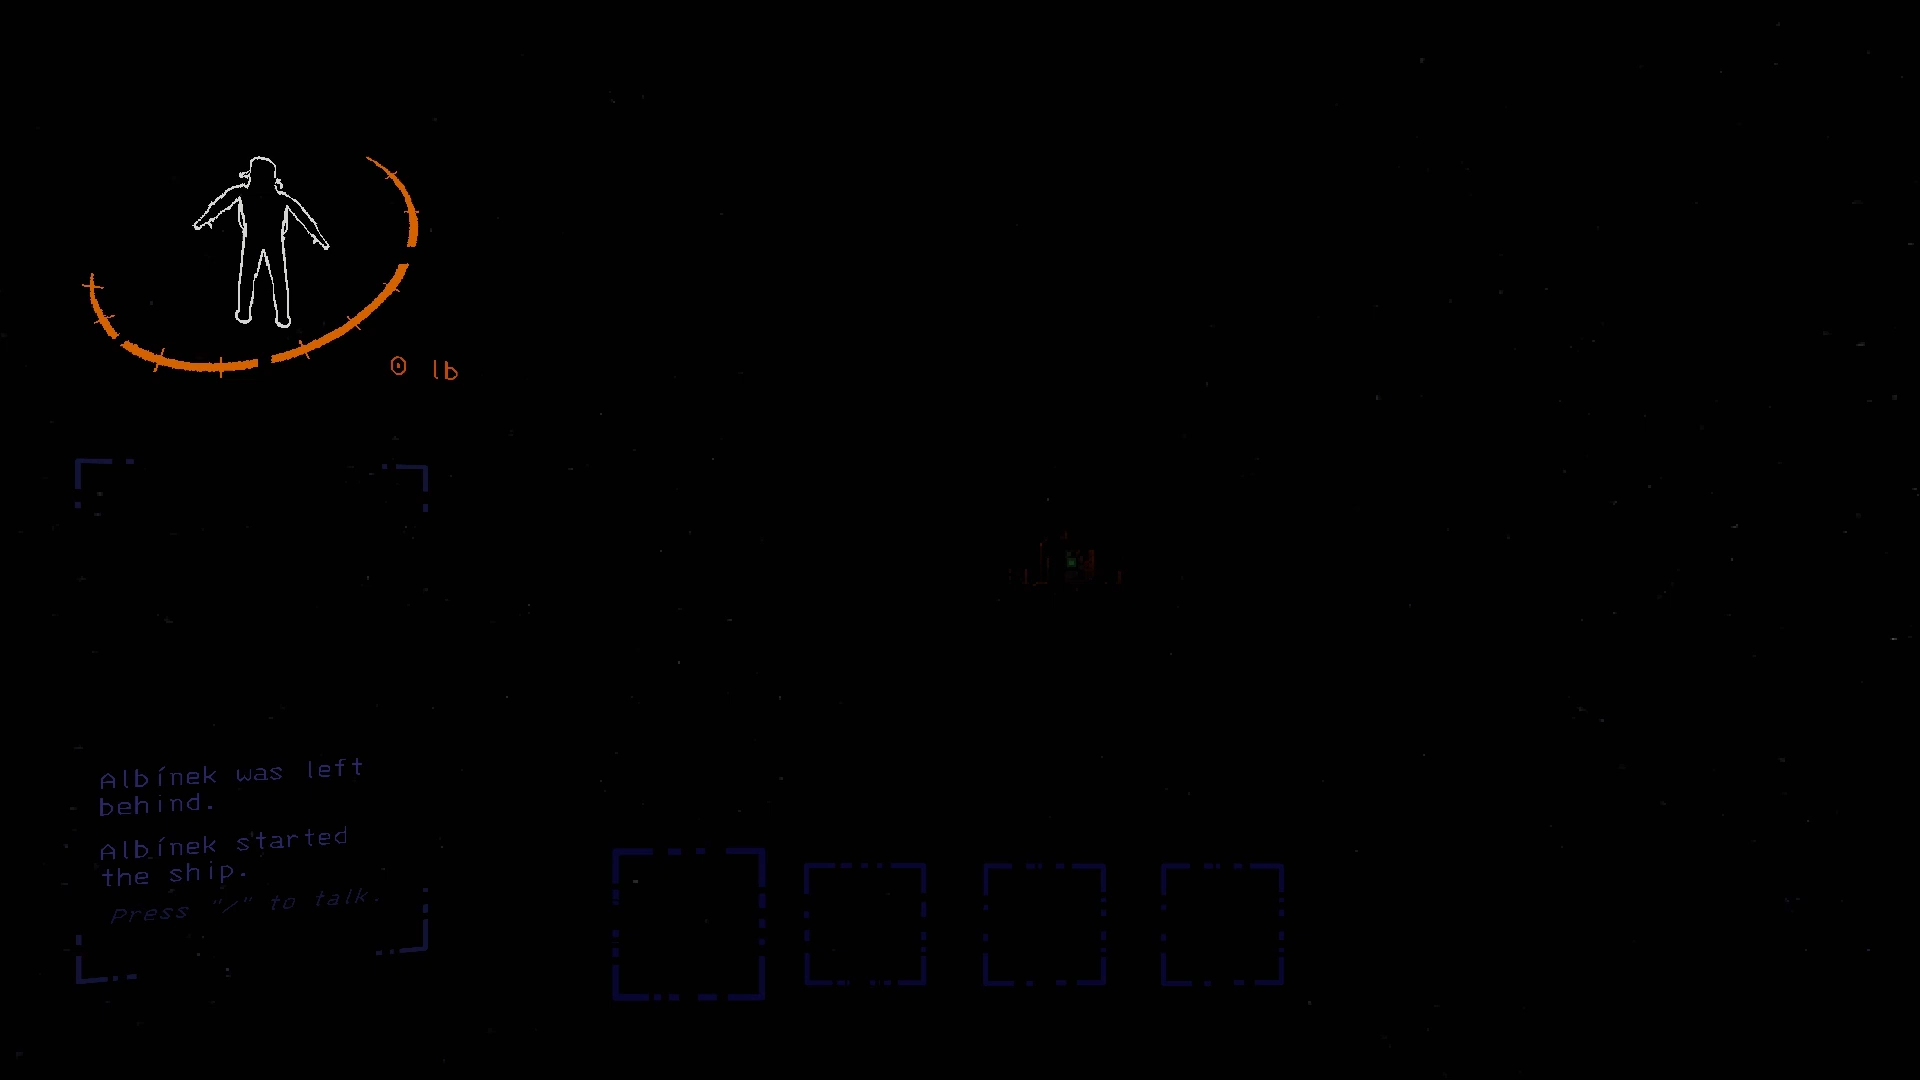 0 lb
Albínek was left
behind.
Albínek started
the ship.
Press "/" to talk.